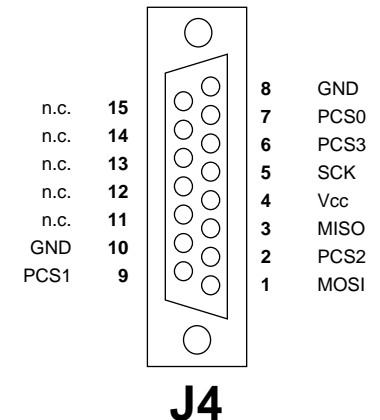 8 GND
n.c. 15
7 PCS0
n.c. 14
6 PCS3
n.c. 13
5 SCK
n.c. 12
4 Vcc
n.c. 11
3 MISO
GND 10
2 PCS2
PCS1 9
1 MOSI
J4